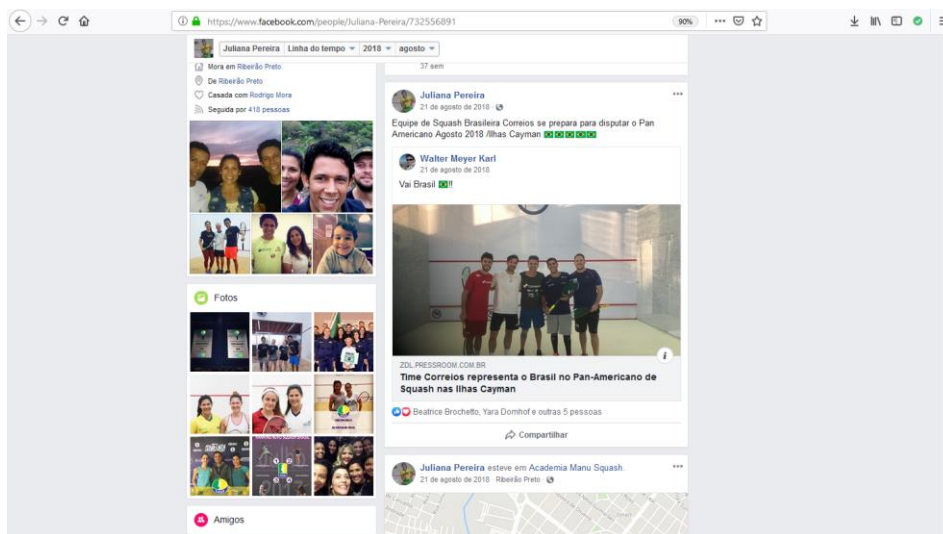 https://www.facebook.com/people/Juliana-Pereira/732556891
90%
Juliana Pereira Linha do tempo 2018 agosto
Mora em Ribeirão Preto
De Ribeirão Preto
Casada com Rodrigo Mora
Seguida por 418 pessoas
Fotos
Amigos
37 sem
Juliana Pereira
21 de agosto de 2018
Equipe de Squash Brasileira Correios se prepara para disputar o Pan
Americano Agosto 2018 /Ilhas Cayman
Walter Meyer Karl
21 de agosto de 2018
Vai Brasil !!
ZDL.PRESSROOM.COM.BR
Time Correios representa o Brasil no Pan-Americano de
Squash nas Ilhas Cayman
Beatrice Brochetto, Yara Domhof e outras 5 pessoas
Compartilhar
Juliana Pereira esteve em Academia Manu Squash.
21 de agosto de 2018 · Ribeirão Preto